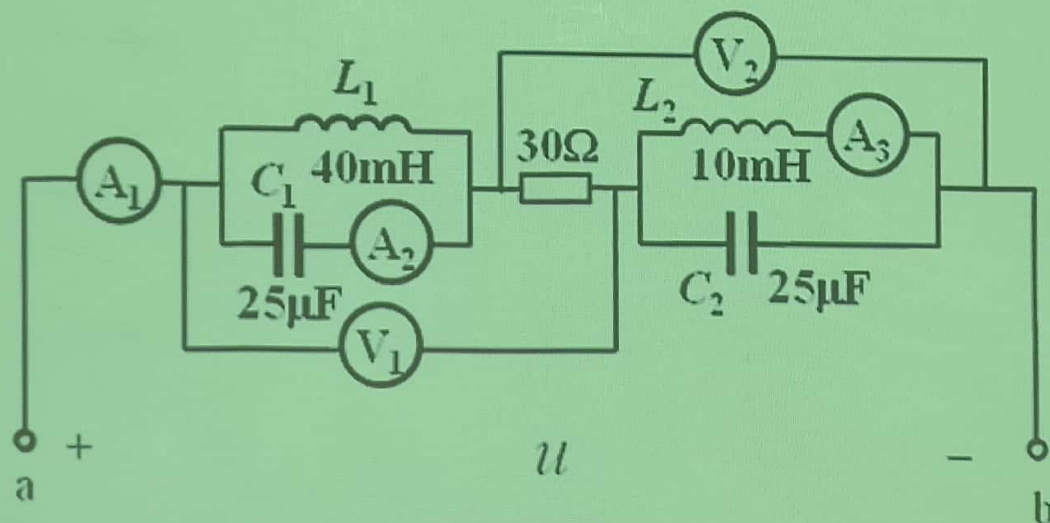 V₂
L₁
L₂
A₃
30Ω
10mH
A₁
C₁
40mH
A₂
25μF
C₂
25μF
V₁
+
u
−
a
b